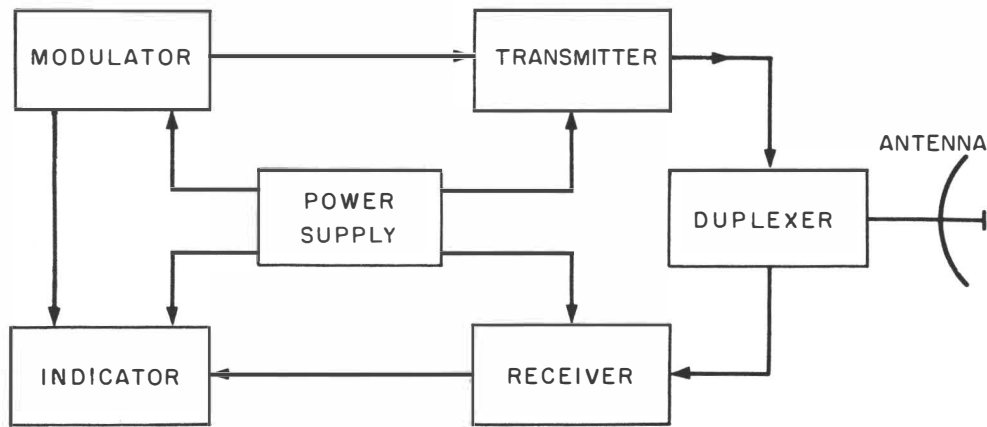 MODULATOR
TRANSMITTER
ANTENNA
POWER
SUPPLY
DUPLEXER
INDICATOR
RECEIVER